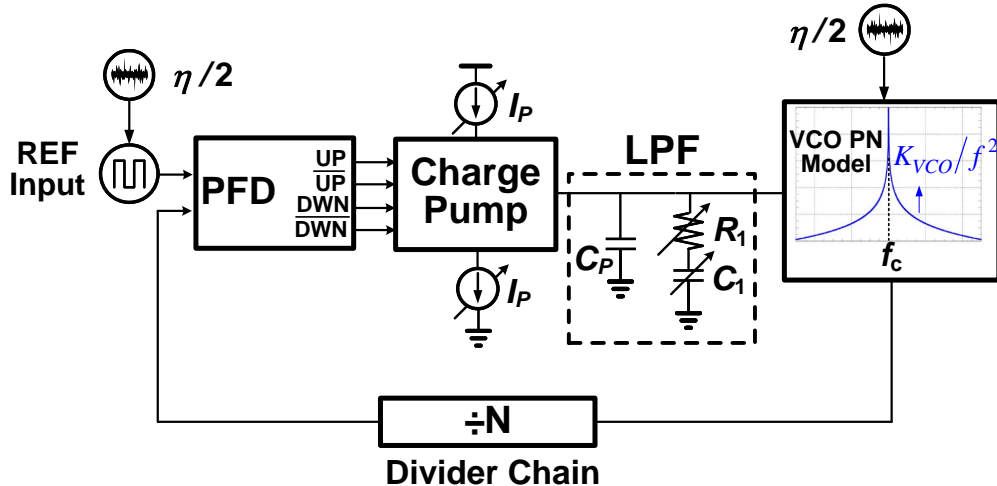 η/2
η/2
REF
Input
PFD
UP
UP
DWN
DWN
I_P
Charge
Pump
I_P
LPF
C_P
R_1
C_1
VCO PN
Model
K_VCO/f^2
f_c
÷N
Divider Chain